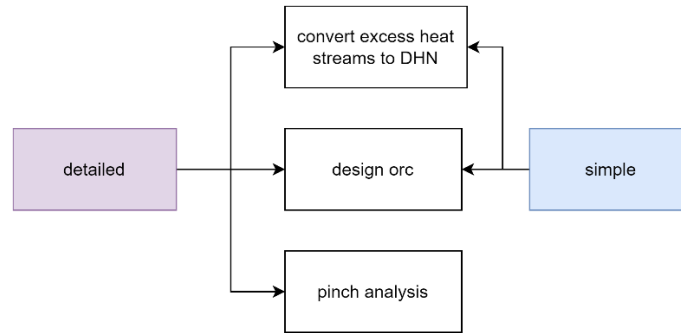 convert excess heat
streams to DHN
detailed
design orc
simple
pinch analysis